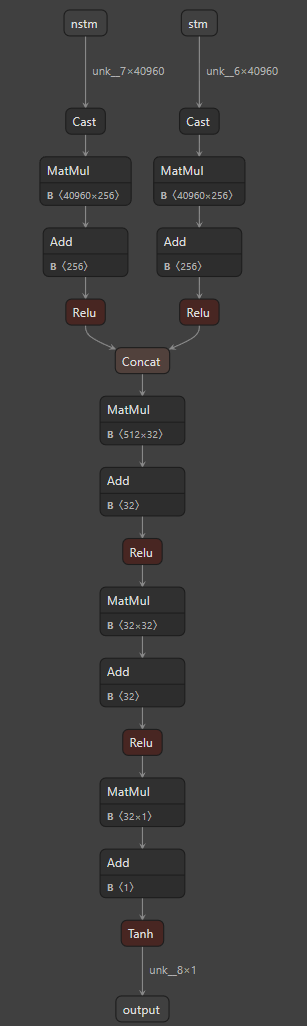 nstm stm
unk__7×40960 unk__6×40960
Cast Cast
MatMul MatMul
B 〈40960×256〉 B 〈40960×256〉
Add Add
B 〈256〉 B 〈256〉
Relu Relu
Concat
MatMul
B 〈512×32〉
Add
B 〈32〉
Relu
MatMul
B 〈32×32〉
Add
B 〈32〉
Relu
MatMul
B 〈32×1〉
Add
B 〈1〉
Tanh
unk__8×1
output